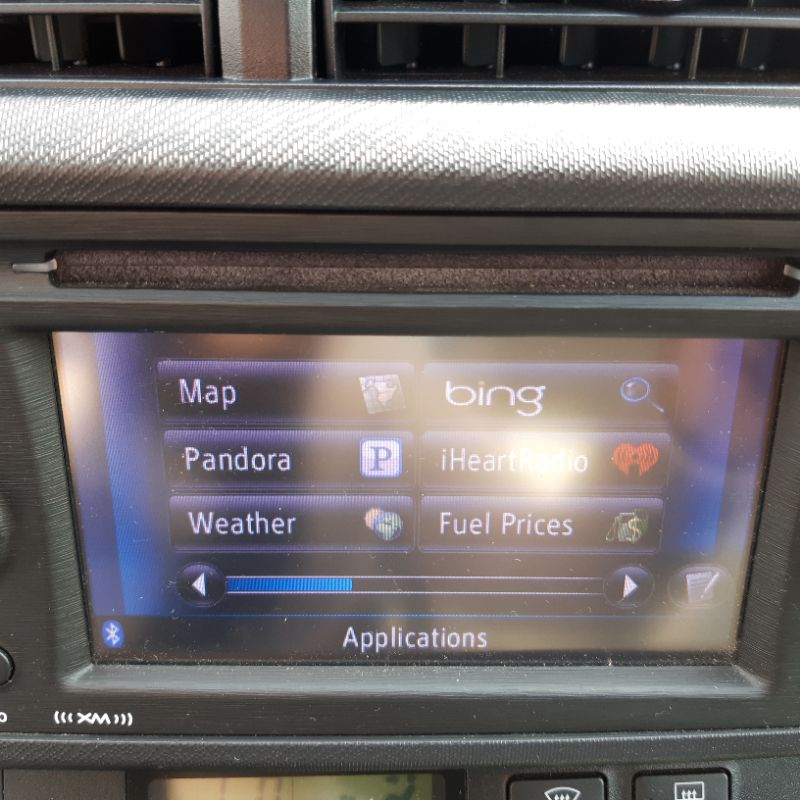 Map
bing
Pandora
P
iHeartRadio
Weather
Fuel Prices
$
Applications
XM